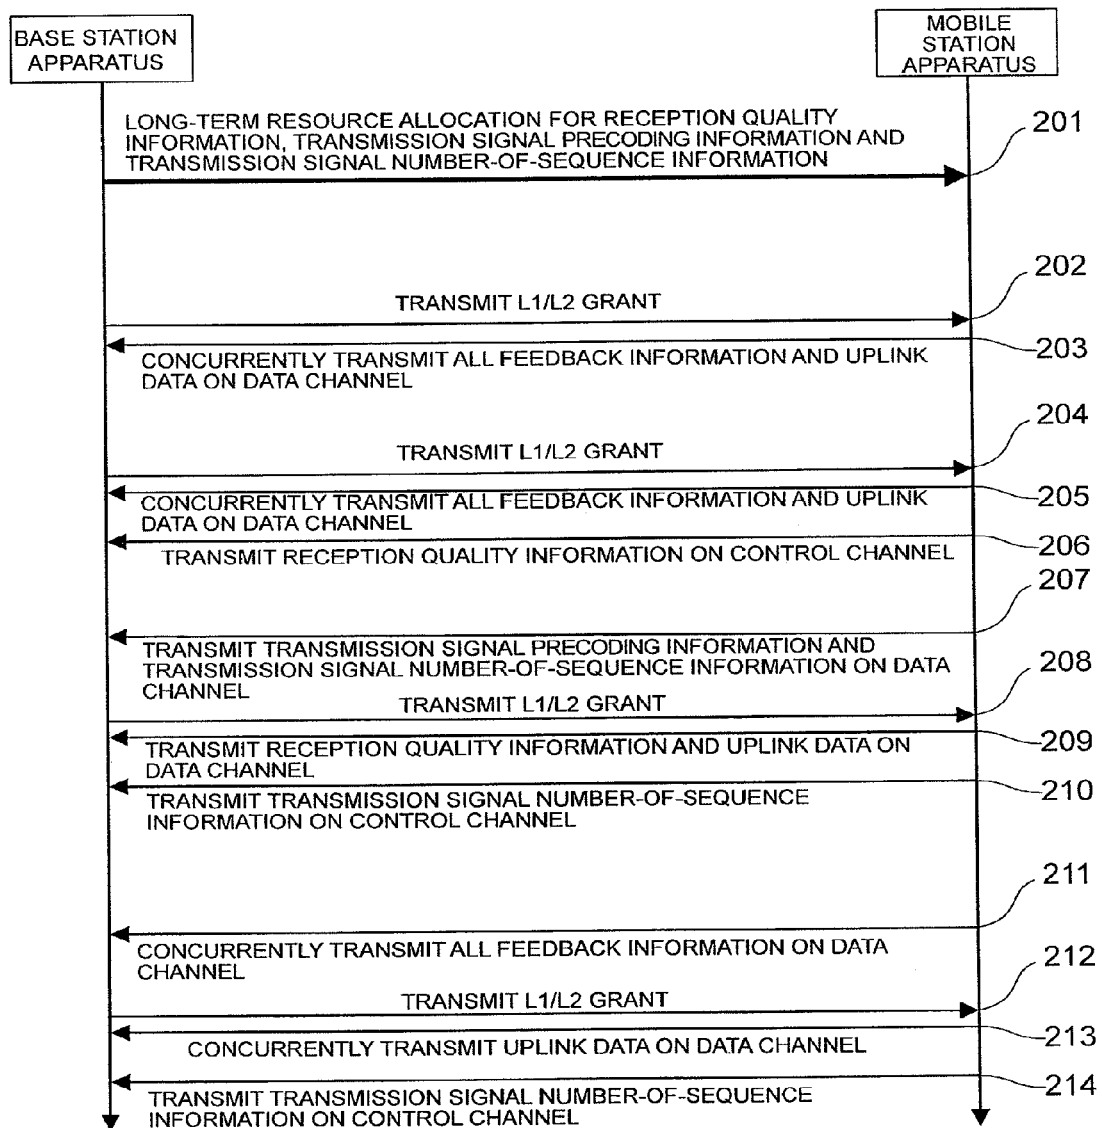 BASE STATION
APPARATUS
MOBILE
STATION
APPARATUS
LONG-TERM RESOURCE ALLOCATION FOR RECEPTION QUALITY
INFORMATION, TRANSMISSION SIGNAL PRECODING INFORMATION AND
TRANSMISSION SIGNAL NUMBER-OF-SEQUENCE INFORMATION
201
202
TRANSMIT L1/L2 GRANT
203
CONCURRENTLY TRANSMIT ALL FEEDBACK INFORMATION AND UPLINK
DATA ON DATA CHANNEL
204
TRANSMIT L1/L2 GRANT
205
CONCURRENTLY TRANSMIT ALL FEEDBACK INFORMATION AND UPLINK
DATA ON DATA CHANNEL
206
TRANSMIT RECEPTION QUALITY INFORMATION ON CONTROL CHANNEL
207
TRANSMIT TRANSMISSION SIGNAL PRECODING INFORMATION AND
TRANSMISSION SIGNAL NUMBER-OF-SEQUENCE INFORMATION ON DATA
CHANNEL
208
TRANSMIT L1/L2 GRANT
209
TRANSMIT RECEPTION QUALITY INFORMATION AND UPLINK DATA ON
DATA CHANNEL
210
TRANSMIT TRANSMISSION SIGNAL NUMBER-OF-SEQUENCE
INFORMATION ON CONTROL CHANNEL
211
CONCURRENTLY TRANSMIT ALL FEEDBACK INFORMATION ON DATA
CHANNEL
212
TRANSMIT L1/L2 GRANT
213
CONCURRENTLY TRANSMIT UPLINK DATA ON DATA CHANNEL
214
TRANSMIT TRANSMISSION SIGNAL NUMBER-OF-SEQUENCE
INFORMATION ON CONTROL CHANNEL